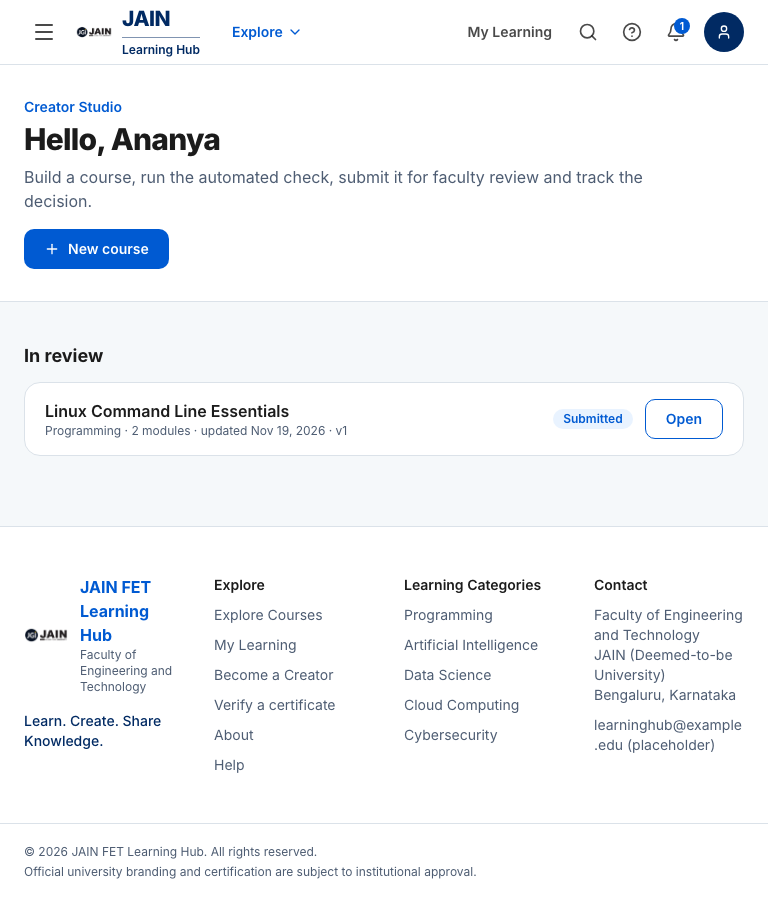 JAIN
JAIN
Learning Hub
Explore
My Learning
1
Creator Studio
Hello, Ananya
Build a course, run the automated check, submit it for faculty review and track the
decision.
New course
In review
Linux Command Line Essentials
Programming · 2 modules · updated Nov 19, 2026 · v1
Submitted
Open
JGI JAIN
JAIN FET
Learning
Hub
Faculty of
Engineering and
Technology
Learn. Create. Share
Knowledge.
Explore
Explore Courses
My Learning
Become a Creator
Verify a certificate
About
Help
Learning Categories
Programming
Artificial Intelligence
Data Science
Cloud Computing
Cybersecurity
Contact
Faculty of Engineering
and Technology
JAIN (Deemed-to-be
University)
Bengaluru, Karnataka
learninghub@example
.edu (placeholder)
© 2026 JAIN FET Learning Hub. All rights reserved.
Official university branding and certification are subject to institutional approval.